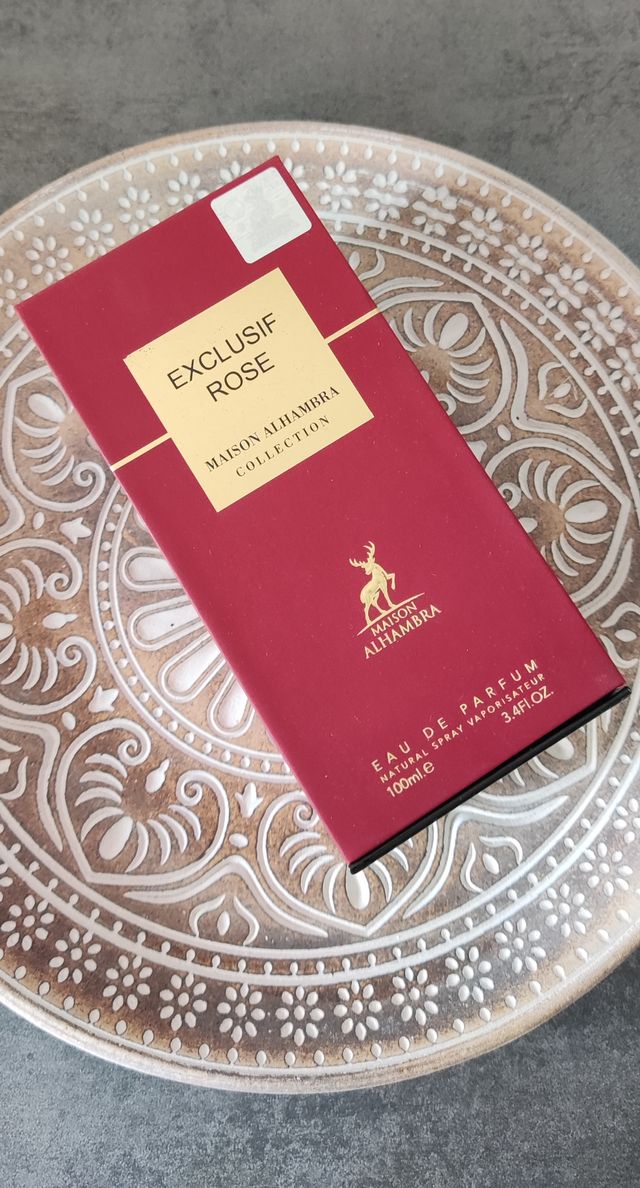 EXCLUSIF
ROSE
MAISON ALHAMBRA
COLLECTION
MAISON
ALHAMBRA
EAU DE PARFUM
NATURAL SPRAY VAPORISATEUR
100ml.e 3.4Fl.OZ.